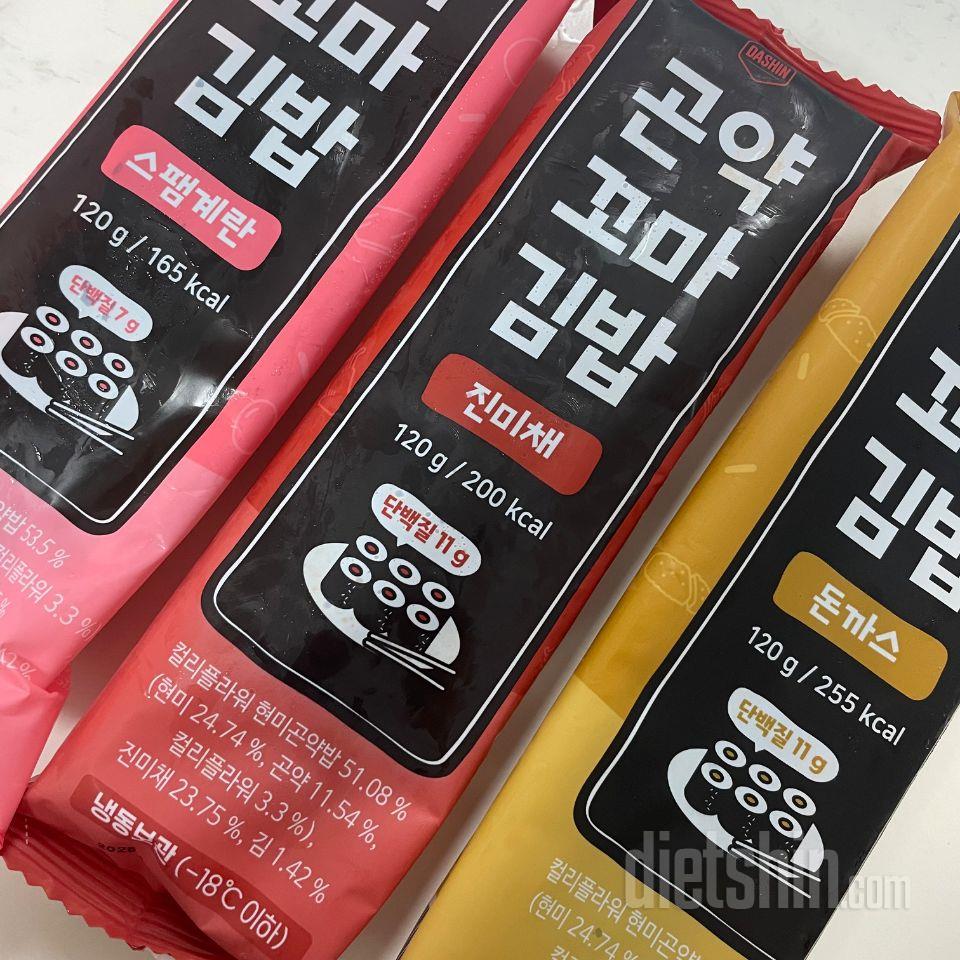 꼬마
김밥
스팸계란
120 g / 165 kcal
단백질 7 g
53.5 %
3.3 %
DASHIN
곤약
꼬마
김밥
진미채
120 g / 200 kcal
단백질 11 g
컬리플라워 현미곤약밥 51.08 %
(현미 24.74 %, 곤약 11.54 %,
컬리플라워 3.3 %),
진미채 23.75 %, 김 1.42 %
냉동보관 (-18℃ 이하)
김밥
돈까스
120 g / 255 kcal
단백질 11 g
컬리플라워 현미곤약밥
(현미 24.74 %
dietshin.com